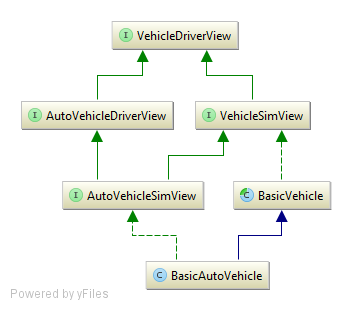 I VehicleDriverView
I AutoVehicleDriverView
I VehicleSimView
I AutoVehicleSimView
C BasicVehicle
C BasicAutoVehicle
Powered by yFiles